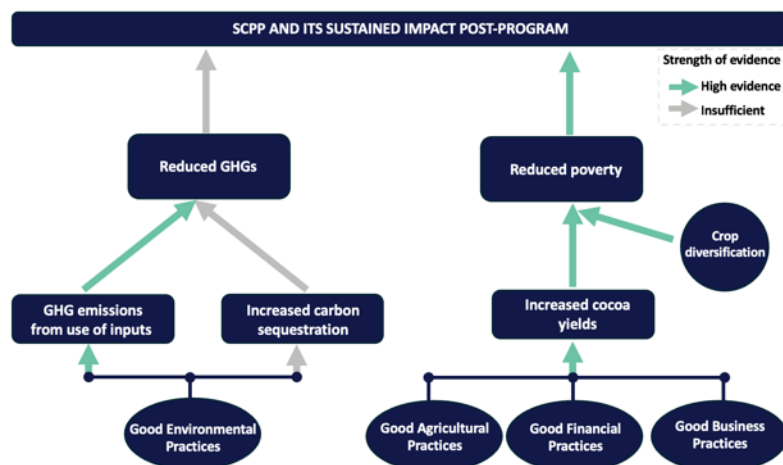 SCPP AND ITS SUSTAINED IMPACT POST-PROGRAM
Strength of evidence
High evidence
Insufficient
Reduced GHGs
Reduced poverty
Crop
diversification
GHG emissions
from use of inputs
Increased carbon
sequestration
Increased cocoa
yields
Good Environmental
Practices
Good Agricultural
Practices
Good Financial
Practices
Good Business
Practices